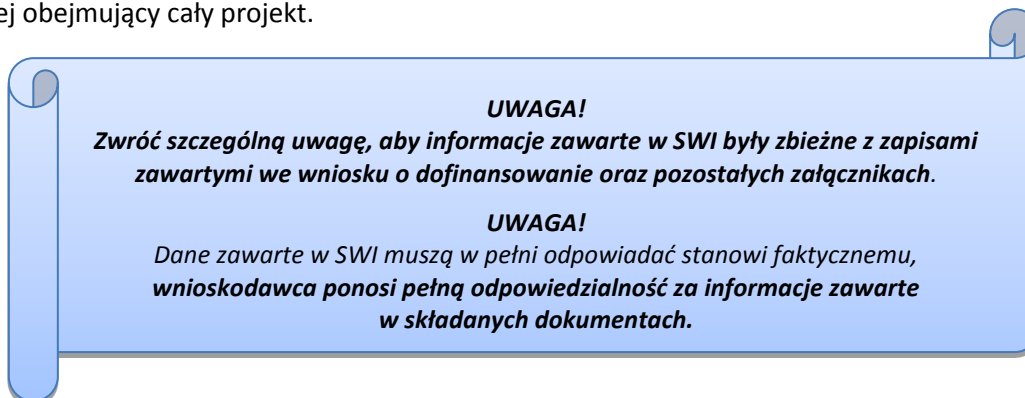 ej obejmujący cały projekt.
UWAGA!
Zwróć szczególną uwagę, aby informacje zawarte w SWI były zbieżne z zapisami
zawartymi we wniosku o dofinansowanie oraz pozostałych załącznikach.
UWAGA!
Dane zawarte w SWI muszą w pełni odpowiadać stanowi faktycznemu,
wnioskodawca ponosi pełną odpowiedzialność za informacje zawarte
w składanych dokumentach.